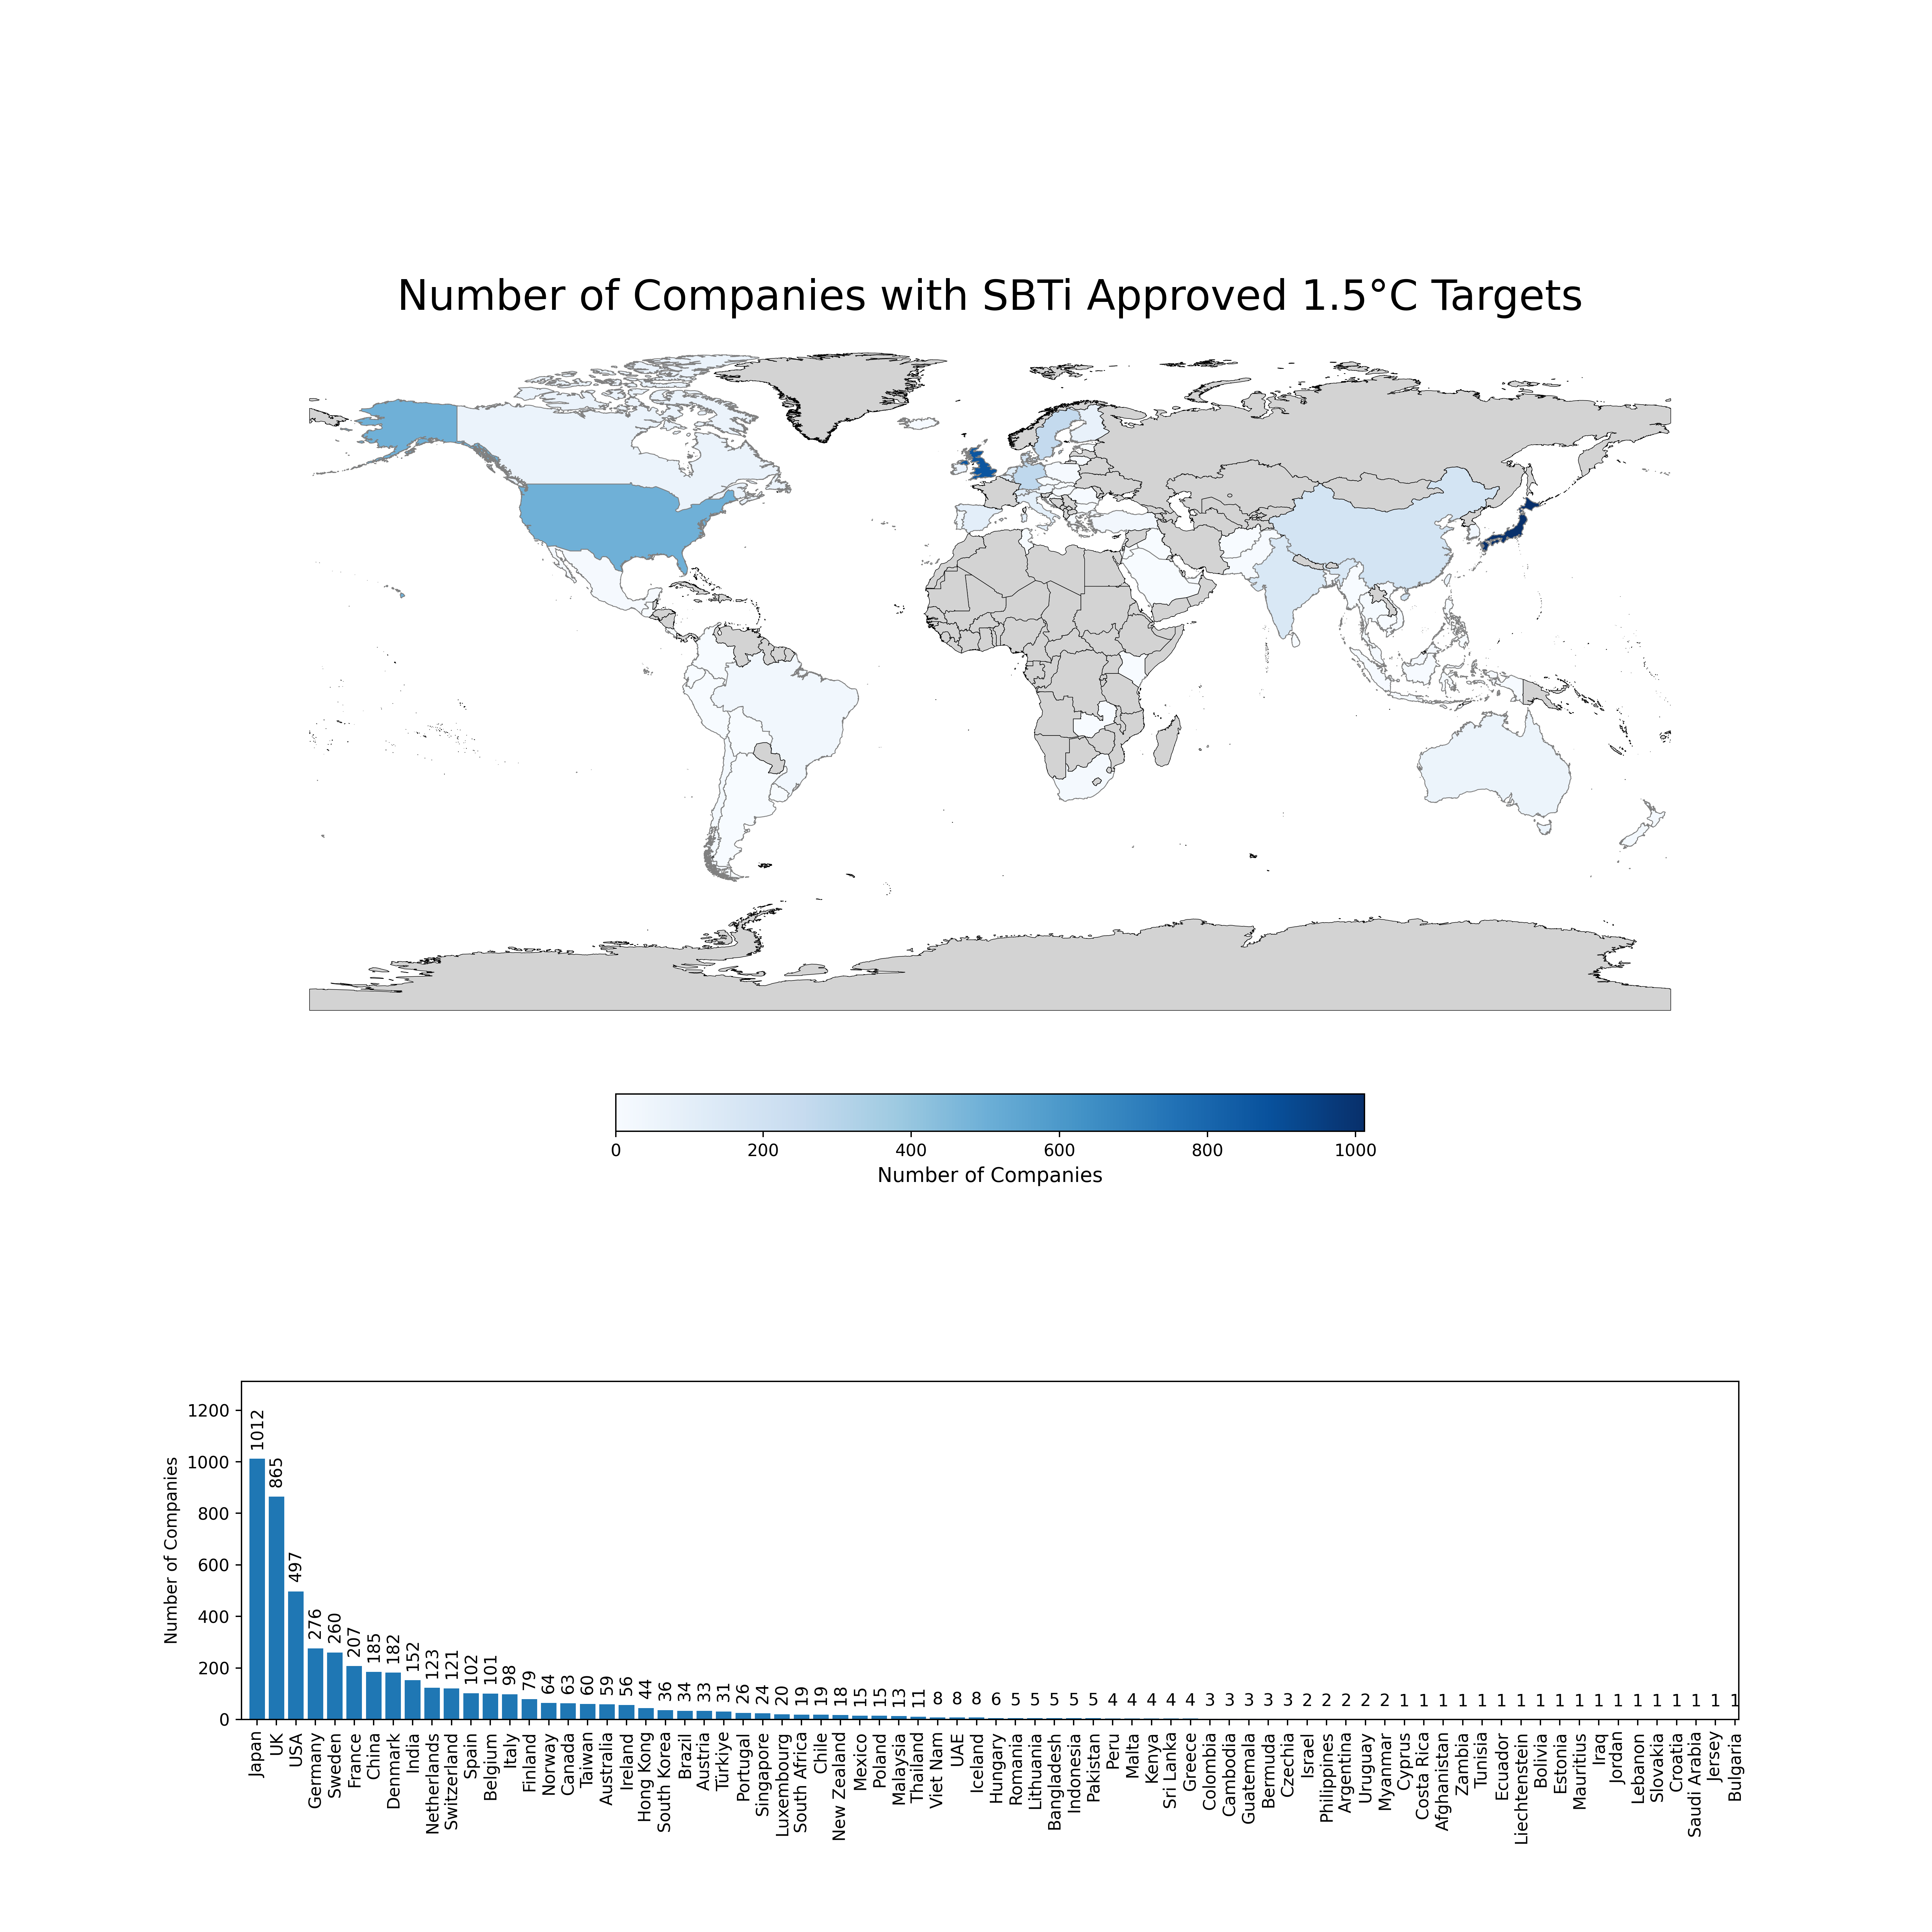 Number of Companies with SBTi Approved 1.5°C Targets
0 200 400 600 800 1000
Number of Companies
Number of Companies
1200
1000
800
600
400
200
0
1012 865 497 276 260 207 185 182 152 123 121 102 101 98 79 64 63 60 59 56 44 36 34 33 31 26 24 20 19 19 18 15 15 13 11 8 8 8 6 5 5 5 5 5 4 4 4 4 4 3 3 3 3 3 2 2 2 2 2 1 1 1 1 1 1 1 1 1 1 1 1 1 1 1 1 1 1
Japan
UK
USA
Germany
Sweden
France
China
Denmark
India
Netherlands
Switzerland
Spain
Belgium
Italy
Finland
Norway
Canada
Taiwan
Australia
Ireland
Hong Kong
South Korea
Brazil
Austria
Türkiye
Portugal
Singapore
Luxembourg
South Africa
Chile
New Zealand
Mexico
Poland
Malaysia
Thailand
Viet Nam
UAE
Iceland
Hungary
Romania
Lithuania
Bangladesh
Indonesia
Pakistan
Peru
Malta
Kenya
Sri Lanka
Greece
Colombia
Cambodia
Guatemala
Bermuda
Czechia
Israel
Philippines
Argentina
Uruguay
Myanmar
Cyprus
Costa Rica
Afghanistan
Zambia
Tunisia
Ecuador
Liechtenstein
Bolivia
Estonia
Mauritius
Iraq
Jordan
Lebanon
Slovakia
Croatia
Saudi Arabia
Jersey
Bulgaria